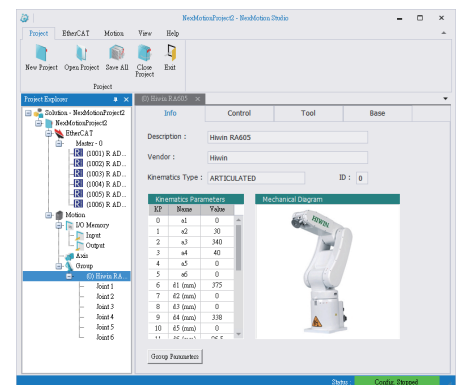 NexMotionProject2 - NexMotion Studio
Project EtherCAT Motion View Help
New Project Open Project Save All Close Project Exit
Project
Project Explorer
(0) Hiwin RA605
Solution - NexMotionProject2
NexMotionProject2
EtherCAT
Master - 0
(1001) R AD...
(1002) R AD...
(1003) R AD...
(1004) R AD...
(1005) R AD...
(1006) R AD...
Motion
I/O Memory
Input
Output
Axis
Group
(0) Hiwin RA...
Joint 1
Joint 2
Joint 3
Joint 4
Joint 5
Joint 6
Info Control Tool Base
Description : Hiwin RA605
Vendor : Hiwin
Kinematics Type : ARTICULATED ID : 0
Kinematics Parameters
KP Name Value
0 a1 0
1 a2 30
2 a3 340
3 a4 40
4 a5 0
5 a6 0
6 d1 (mm) 375
7 d2 (mm) 0
8 d3 (mm) 0
9 d4 (mm) 338
10 d5 (mm) 0
Mechanical Diagram
HIWIN
Group Parameters
Status : Config. Stopped